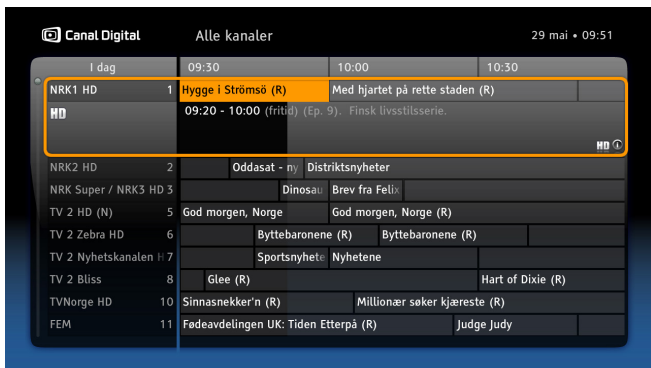 Canal Digital Alle kanaler 29 mai • 09:51
I dag 09:30 10:00 10:30
NRK1 HD 1 Hygge i Strömsö (R) Med hjartet på rette staden (R)
HD 09:20 - 10:00 (fritid) (Ep. 9). Finsk livsstilsserie.
HD
NRK2 HD 2 Oddasat - ny Distriktsnyheter
NRK Super / NRK3 HD 3 Dinosau Brev fra Felix
TV 2 HD (N) 5 God morgen, Norge God morgen, Norge (R)
TV 2 Zebra HD 6 Byttebaronene (R) Byttebaronene (R)
TV 2 Nyhetskanalen H 7 Sportsnyhete Nyhetene
TV 2 Bliss 8 Glee (R) Hart of Dixie (R)
TVNorge HD 10 Sinnasnekker'n (R) Millionær søker kjæreste (R)
FEM 11 Fødeavdelingen UK: Tiden Etterpå (R) Judge Judy